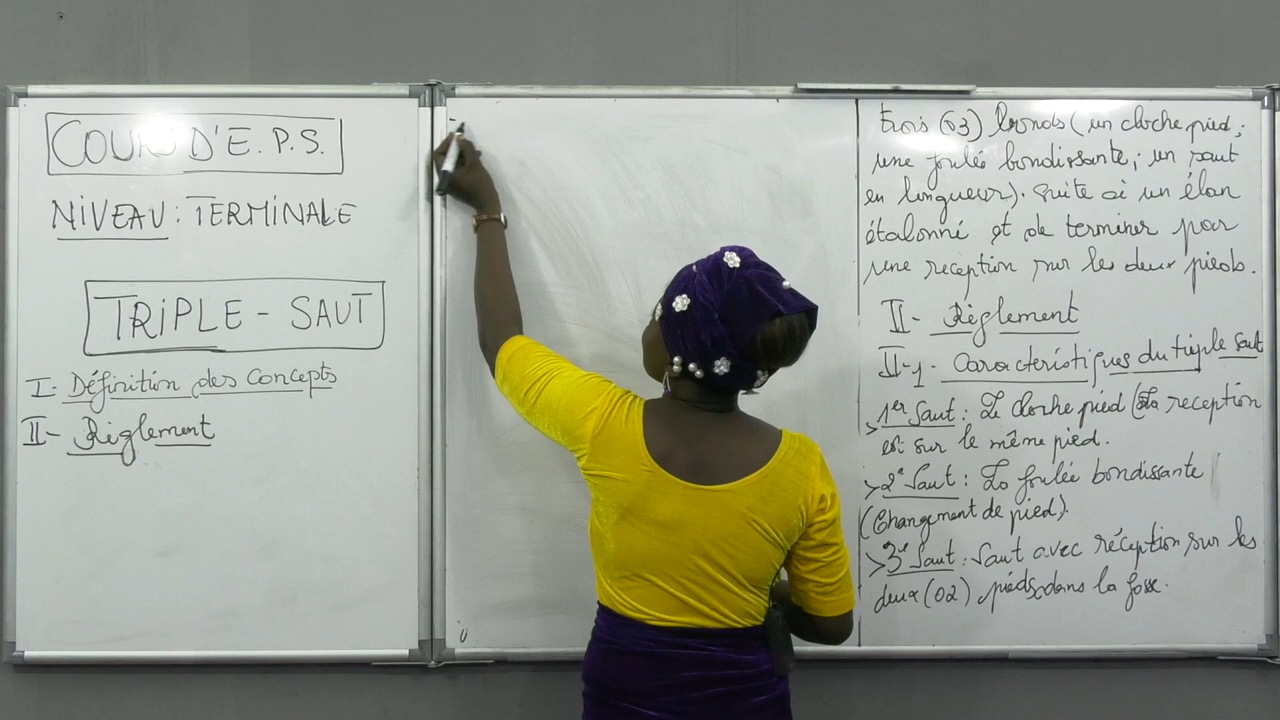 COURS D'E.P.S.
NIVEAU : TERMINALE
TRIPLE - SAUT
I- Définition des Concepts
II- Règlement
-
trois (03) bonds (un cloche pied ;
une foulée bondissante ; un saut
en longueur). suite à un élan
étalonné et de terminer par
une reception sur les deux pieds.
II- Règlement
II-1- Caractéristiques du triple saut
> 1er Saut : Le cloche pied (La reception
est sur le même pied.
> 2e Saut : La foulée bondissante
(Changement de pied).
> 3e Saut : Saut avec réception sur les
deux (02) pieds dans la fosse.